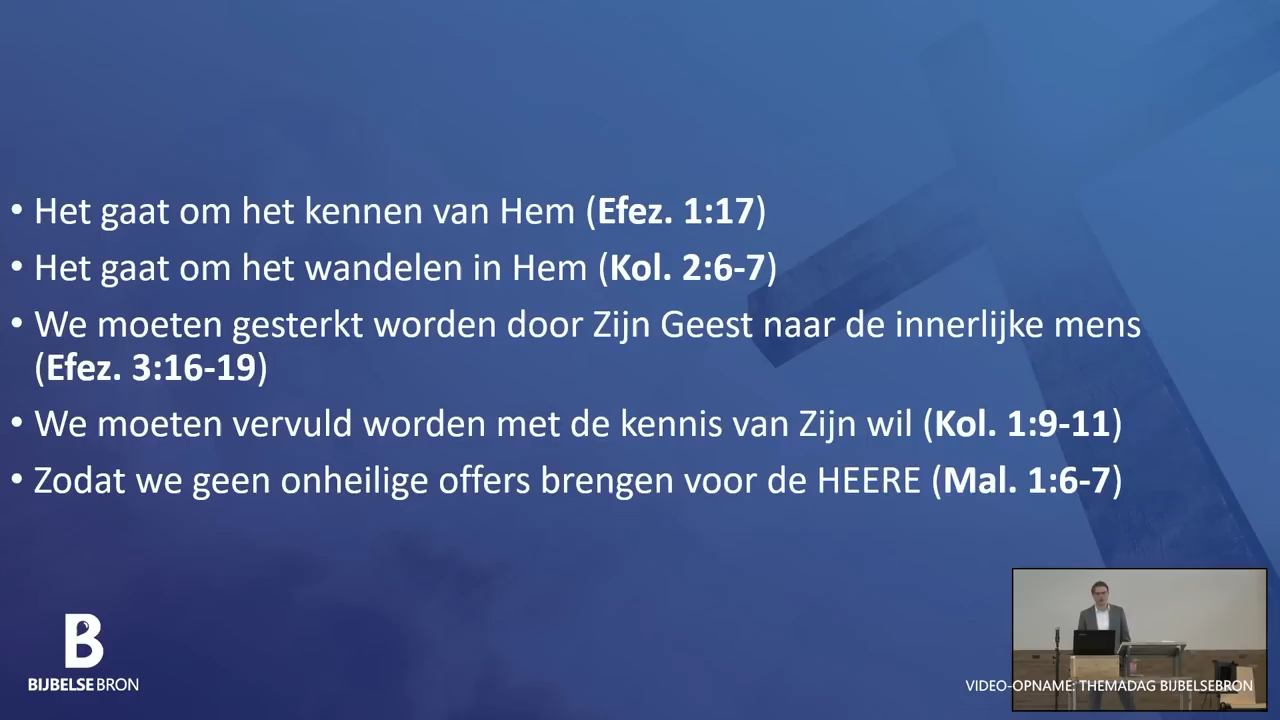 • Het gaat om het kennen van Hem (Efez. 1:17)
• Het gaat om het wandelen in Hem (Kol. 2:6-7)
• We moeten gesterkt worden door Zijn Geest naar de innerlijke mens
(Efez. 3:16-19)
• We moeten vervuld worden met de kennis van Zijn wil (Kol. 1:9-11)
• Zodat we geen onheilige offers brengen voor de HEERE (Mal. 1:6-7)
B
BIJBELSEBRON
VIDEO-OPNAME: THEMADAG BIJBELSEBRON